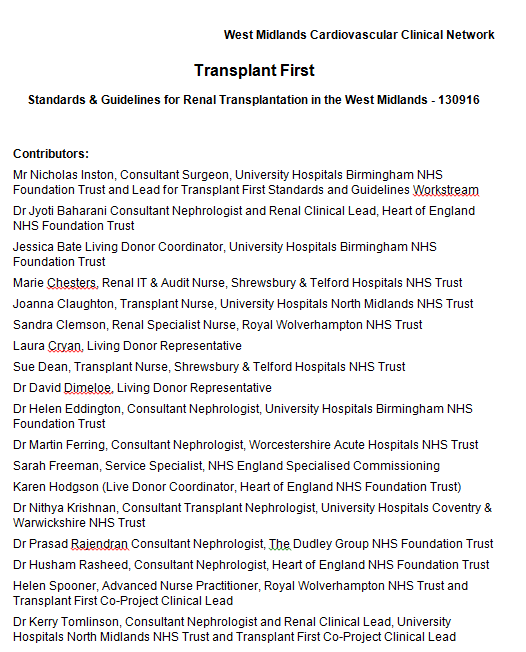 West Midlands Cardiovascular Clinical Network
Transplant First
Standards & Guidelines for Renal Transplantation in the West Midlands - 130916
Contributors:
Mr Nicholas Inston, Consultant Surgeon, University Hospitals Birmingham NHS
Foundation Trust and Lead for Transplant First Standards and Guidelines Workstream
Dr Jyoti Baharani Consultant Nephrologist and Renal Clinical Lead, Heart of England
NHS Foundation Trust
Jessica Bate Living Donor Coordinator, University Hospitals Birmingham NHS
Foundation Trust
Marie Chesters, Renal IT & Audit Nurse, Shrewsbury & Telford Hospitals NHS Trust
Joanna Claughton, Transplant Nurse, University Hospitals North Midlands NHS Trust
Sandra Clemson, Renal Specialist Nurse, Royal Wolverhampton NHS Trust
Laura Cryan, Living Donor Representative
Sue Dean, Transplant Nurse, Shrewsbury & Telford Hospitals NHS Trust
Dr David Dimeloe, Living Donor Representative
Dr Helen Eddington, Consultant Nephrologist, University Hospitals Birmingham NHS
Foundation Trust
Dr Martin Ferring, Consultant Nephrologist, Worcestershire Acute Hospitals NHS Trust
Sarah Freeman, Service Specialist, NHS England Specialised Commissioning
Karen Hodgson (Live Donor Coordinator, Heart of England NHS Foundation Trust)
Dr Nithya Krishnan, Consultant Transplant Nephrologist, University Hospitals Coventry &
Warwickshire NHS Trust
Dr Prasad Rajendran Consultant Nephrologist, The Dudley Group NHS Foundation Trust
Dr Husham Rasheed, Consultant Nephrologist, Heart of England NHS Foundation Trust
Helen Spooner, Advanced Nurse Practitioner, Royal Wolverhampton NHS Trust and
Transplant First Co-Project Clinical Lead
Dr Kerry Tomlinson, Consultant Nephrologist and Renal Clinical Lead, University
Hospitals North Midlands NHS Trust and Transplant First Co-Project Clinical Lead